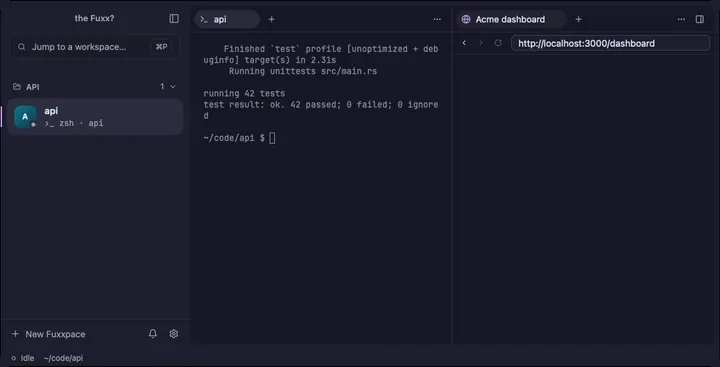 the Fuxx?
Jump to a workspace... ⌘P
API 1
A
api
›_ zsh · api
+ New Fuxxpace
Idle ~/code/api
>_ api
+
...
    Finished `test` profile [unoptimized + deb
uginfo] target(s) in 2.31s
     Running unittests src/main.rs
running 42 tests
test result: ok. 42 passed; 0 failed; 0 ignore
d
~/code/api $
Acme dashboard
+
...
http://localhost:3000/dashboard